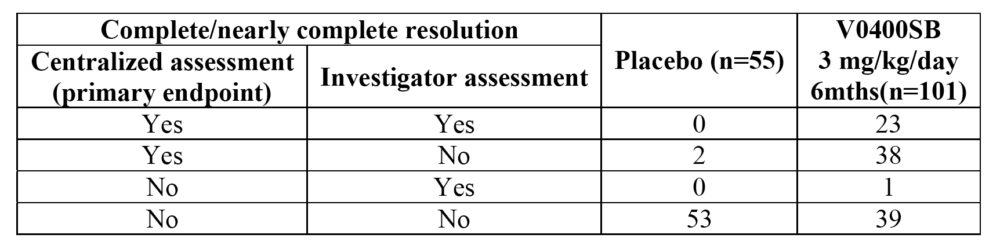 Complete/nearly complete resolution
Placebo (n=55)
V0400SB
3 mg/kg/day
6mths(n=101)
Centralized assessment
(primary endpoint)
Investigator assessment
Yes Yes 0 23
Yes No 2 38
No Yes 0 1
No No 53 39